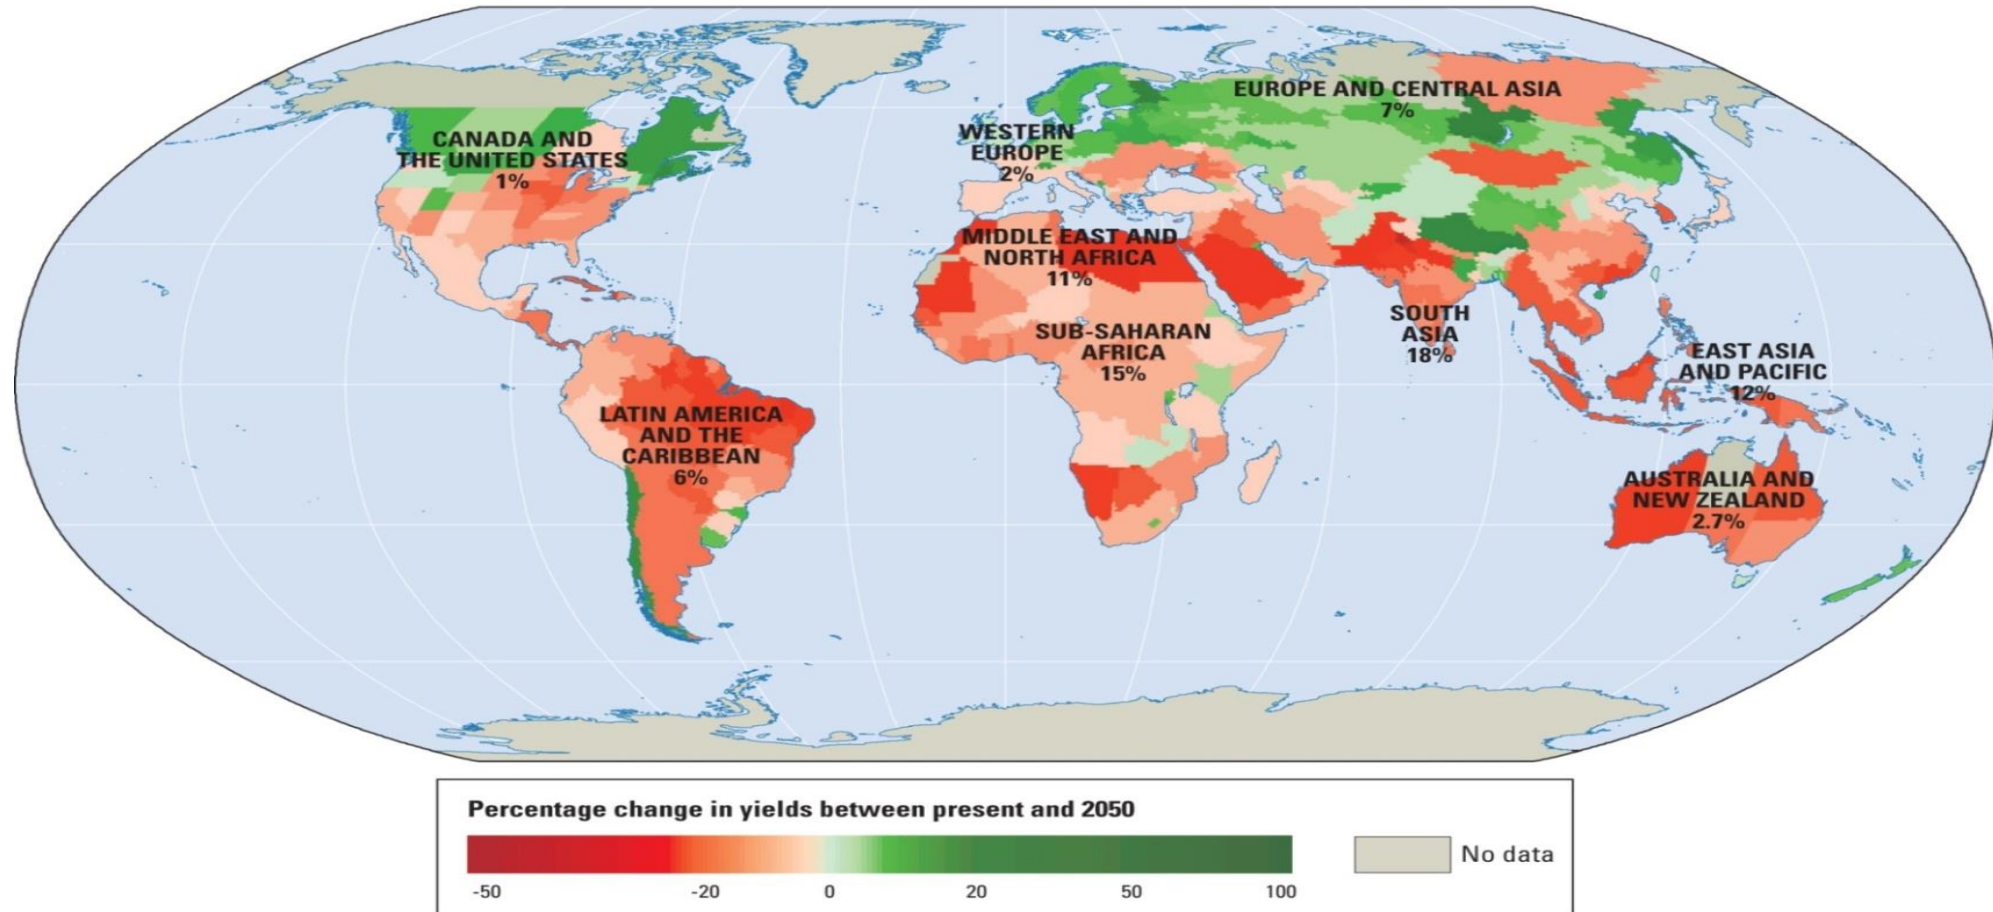 EUROPE AND CENTRAL ASIA
7%
CANADA AND
THE UNITED STATES
1%
WESTERN
EUROPE
2%
MIDDLE EAST AND
NORTH AFRICA
11%
SUB-SAHARAN
AFRICA
15%
SOUTH
ASIA
18%
EAST ASIA
AND PACIFIC
12%
LATIN AMERICA
AND THE
CARIBBEAN
6%
AUSTRALIA AND
NEW ZEALAND
2.7%
Percentage change in yields between present and 2050
-50 -20 0 20 50 100
No data